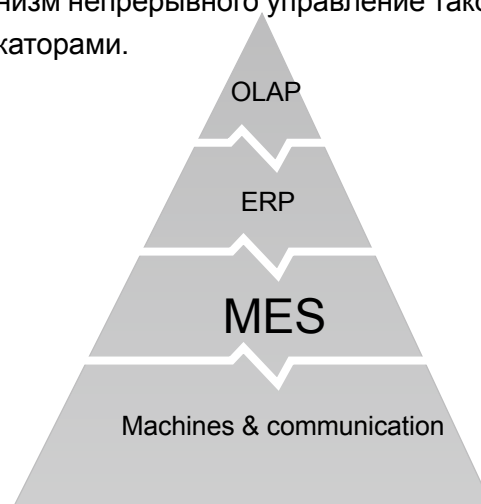 низм непрерывного управление тако
каторами.
OLAP
ERP
MES
Machines & communication